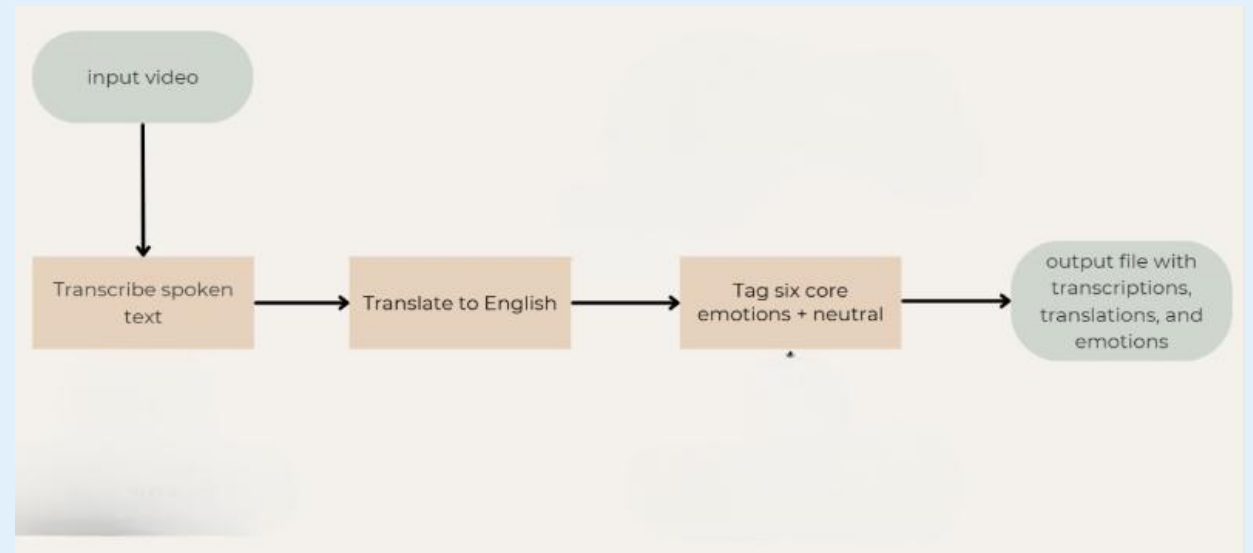 input video
Transcribe spoken
text
Translate to English
Tag six core
emotions + neutral
output file with
transcriptions,
translations, and
emotions